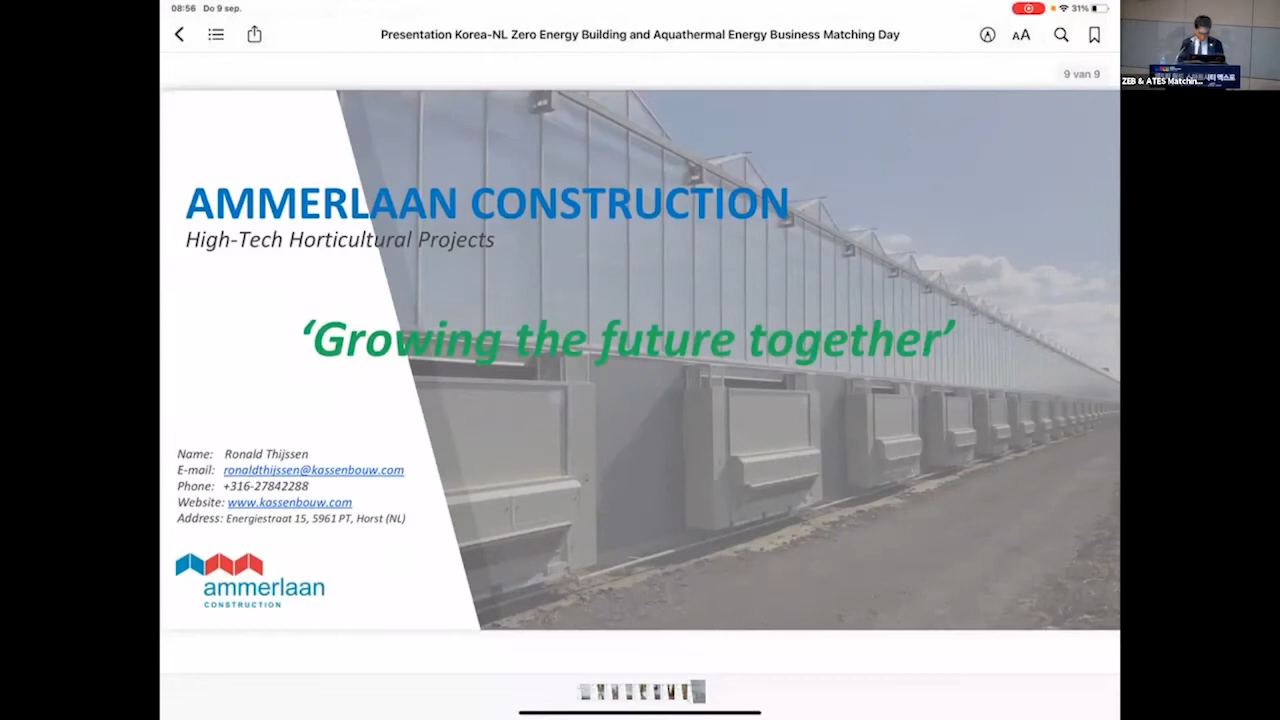 08:56 Do 9 sep.
31%
Presentation Korea-NL Zero Energy Building and Aquathermal Energy Business Matching Day
AA
9 van 9
ZEB & ATES Matchin...
AMMERLAAN CONSTRUCTION
High-Tech Horticultural Projects
‘Growing the future together’
Name: Ronald Thijssen
E-mail: ronaldthijssen@kassenbouw.com
Phone: +316-27842288
Website: www.kassenbouw.com
Address: Energiestraat 15, 5961 PT, Horst (NL)
ammerlaan
CONSTRUCTION